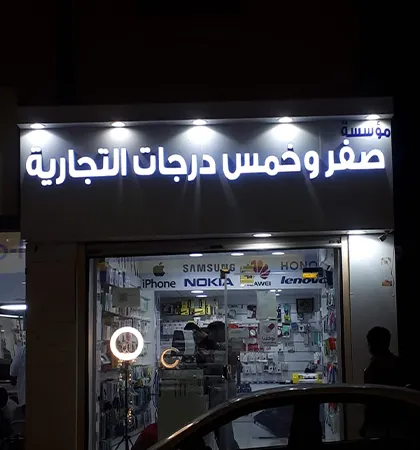 مؤسسة
صفر وخمس درجات التجارية
SAMSUNG HONOR
iPhone NOKIA HUAWEI lenovo